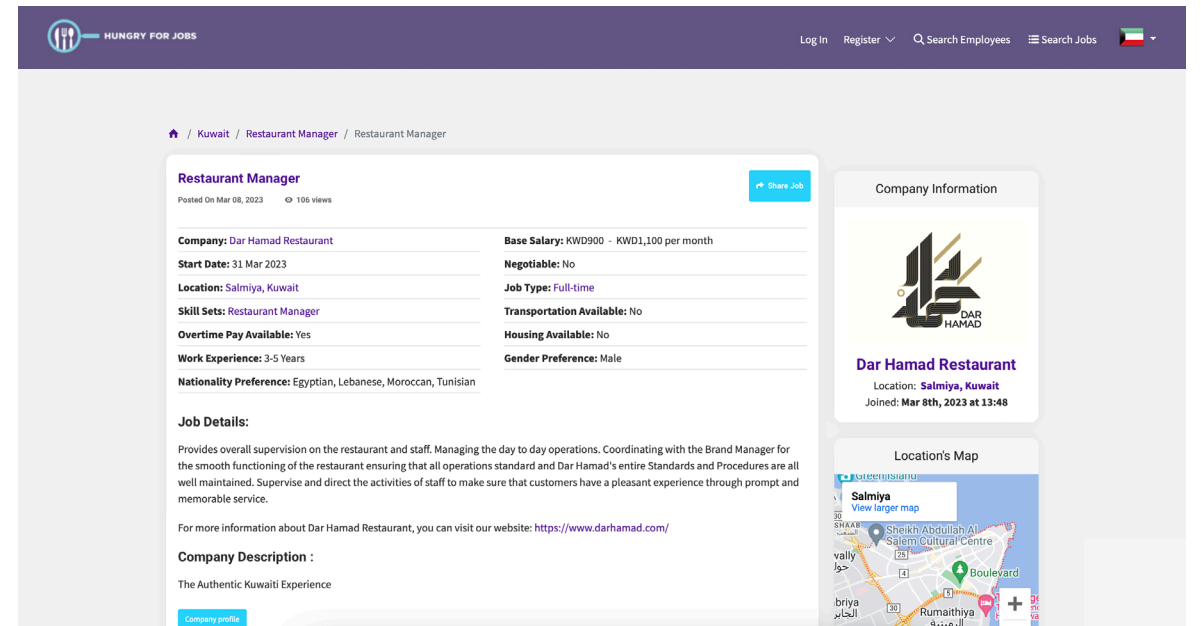 HUNGRY FOR JOBS
Log In Register Search Employees Search Jobs
/ Kuwait / Restaurant Manager / Restaurant Manager
Restaurant Manager
Posted On Mar 08, 2023 106 views
Share Job
Company: Dar Hamad Restaurant
Base Salary: KWD900 - KWD1,100 per month
Start Date: 31 Mar 2023
Negotiable: No
Location: Salmiya, Kuwait
Job Type: Full-time
Skill Sets: Restaurant Manager
Transportation Available: No
Overtime Pay Available: Yes
Housing Available: No
Work Experience: 3-5 Years
Gender Preference: Male
Nationality Preference: Egyptian, Lebanese, Moroccan, Tunisian
Job Details:
Provides overall supervision on the restaurant and staff. Managing the day to day operations. Coordinating with the Brand Manager for
the smooth functioning of the restaurant ensuring that all operations standard and Dar Hamad's entire Standards and Procedures are all
well maintained. Supervise and direct the activities of staff to make sure that customers have a pleasant experience through prompt and
memorable service.
For more information about Dar Hamad Restaurant, you can visit our website: https://www.darhamad.com/
Company Description :
The Authentic Kuwaiti Experience
Company profile
Company Information
DAR
HAMAD
Dar Hamad Restaurant
Location: Salmiya, Kuwait
Joined: Mar 8th, 2023 at 13:48
Location's Map
Green Island
Salmiya
View larger map
30
SHAAB
Sheikh Abdullah Al
Salem Cultural Centre
25
vally
4
Boulevard
5
briya
30
Rumaithiya
+